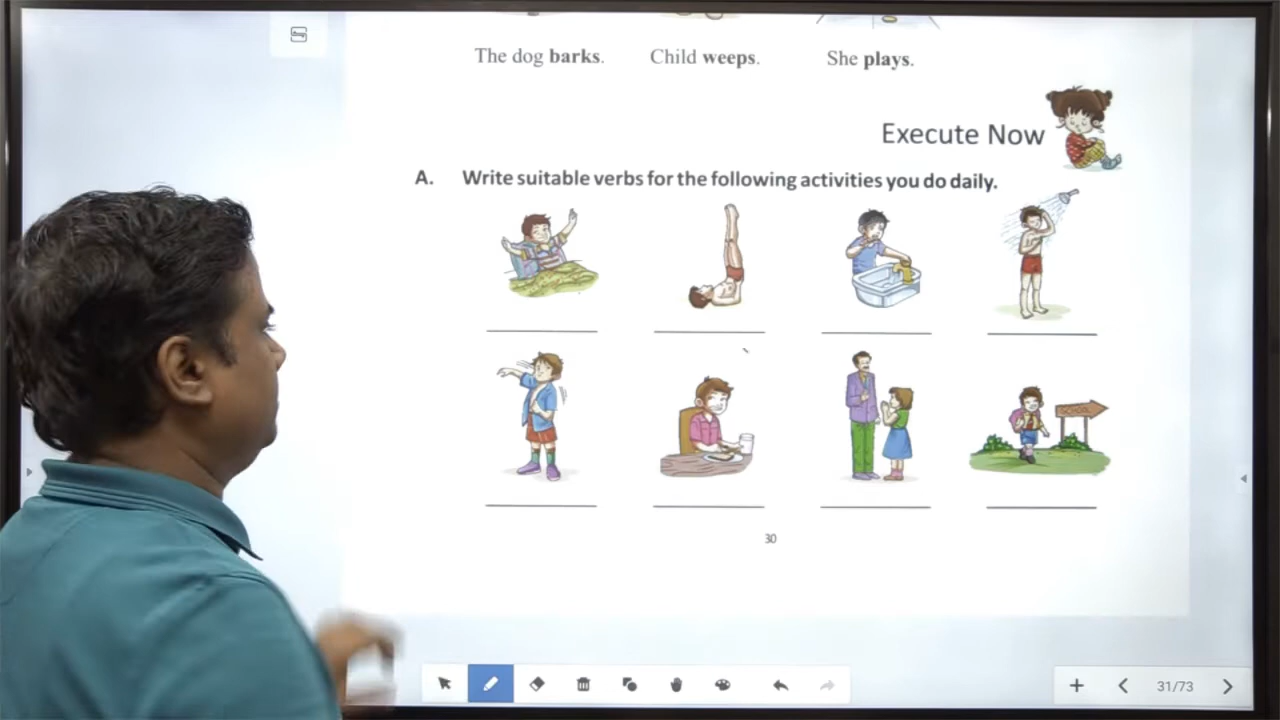 The dog barks. Child weeps. She plays.
Execute Now
A. Write suitable verbs for the following activities you do daily.
SCHOOL
30
31/73